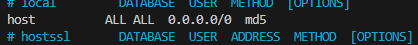 # local         DATABASE  USER  METHOD  [OPTIONS]
host       ALL ALL  0.0.0.0/0  md5
# hostssl       DATABASE  USER  ADDRESS  METHOD  [OPTIONS]